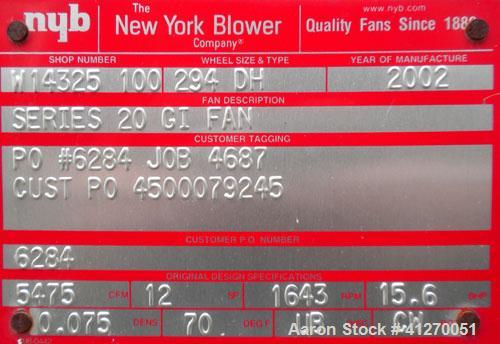 nyb The New York Blower Company®
www.nyb.com
Quality Fans Since 1889
SHOP NUMBER WHEEL SIZE & TYPE YEAR OF MANUFACTURE
W14325 100 294 DH 2002
FAN DESCRIPTION
SERIES 20 GI FAN
CUSTOMER TAGGING
PO #6284 JOB 4687
CUST PO 4500079245
CUSTOMER P.O. NUMBER
6284
ORIGINAL DESIGN SPECIFICATIONS
5475 CFM 12 SP 1643 RPM 15.6 BHP
0.075 DENS 70 DEG F UB CW
Aaron Stock #41270051